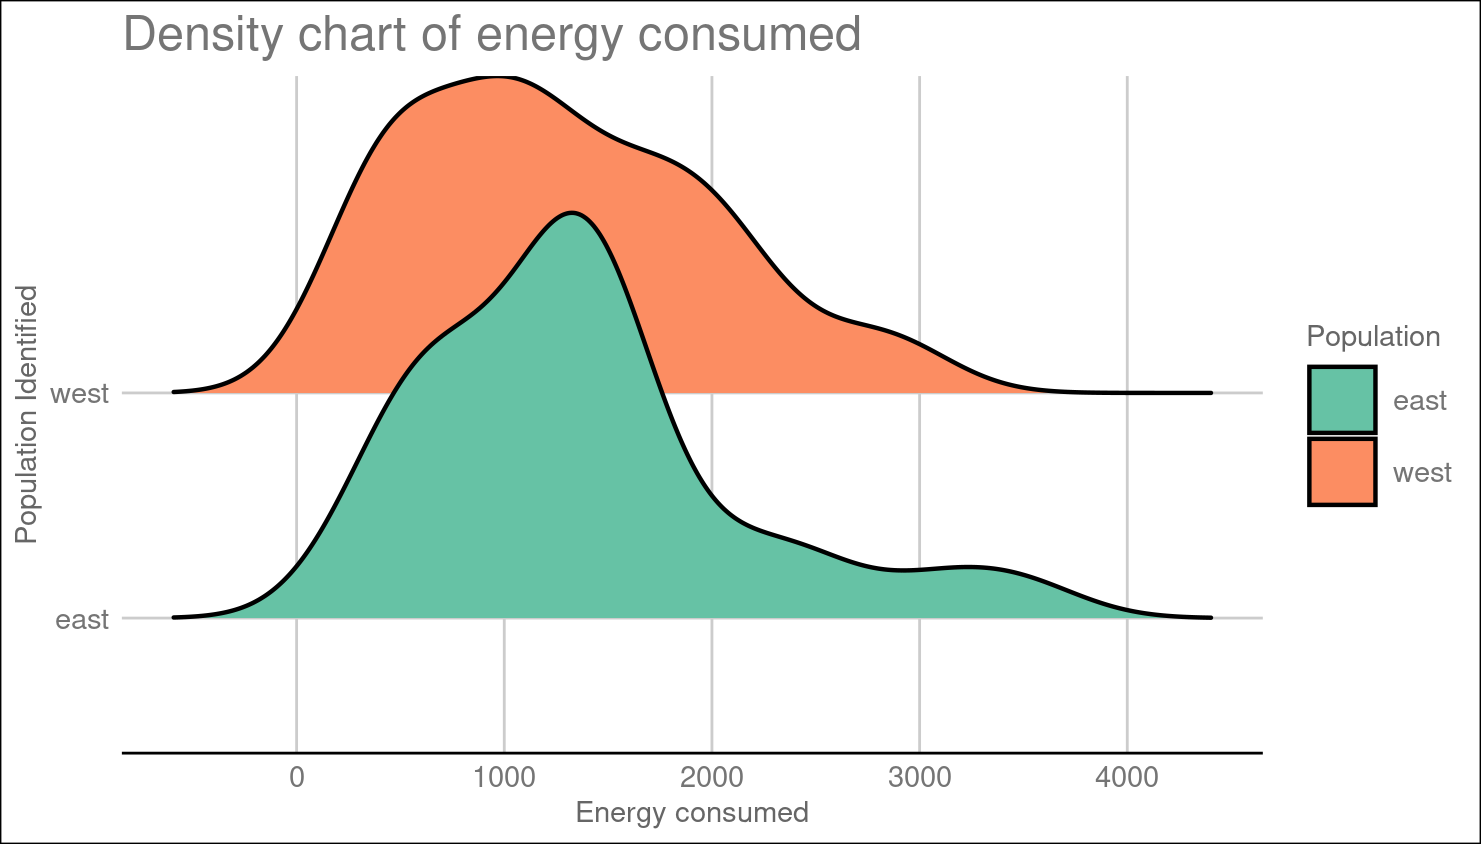 Density chart of energy consumed
Population Identified
west
east
0 1000 2000 3000 4000
Energy consumed
Population
east
west